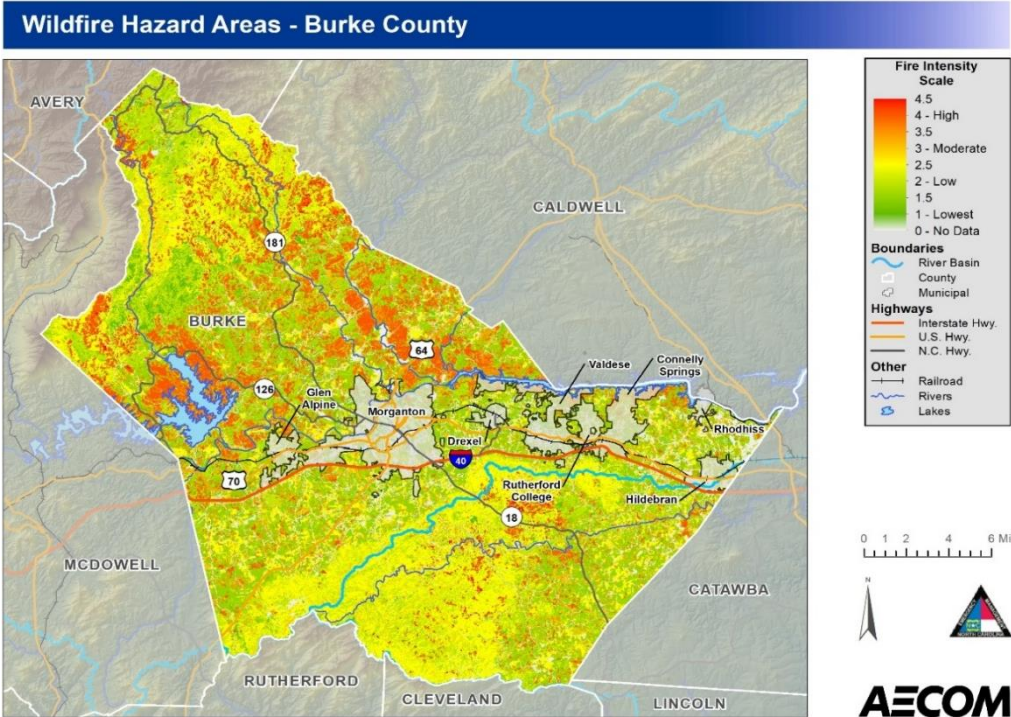 Wildfire Hazard Areas - Burke County
AVERY
CALDWELL
181
BURKE
64
126
Glen
Alpine
Morganton
Valdese
Connelly
Springs
Drexel
Rhodhiss
40
70
Rutherford
College
Hildebran
18
MCDOWELL
CATAWBA
RUTHERFORD
CLEVELAND
LINCOLN
Fire Intensity
Scale
4.5
4 - High
3.5
3 - Moderate
2.5
2 - Low
1.5
1 - Lowest
0 - No Data
Boundaries
River Basin
County
Municipal
Highways
Interstate Hwy.
U.S. Hwy.
N.C. Hwy.
Other
Railroad
Rivers
Lakes
0 1 2 4 6 Mi
N
NORTH CAROLINA
AECOM